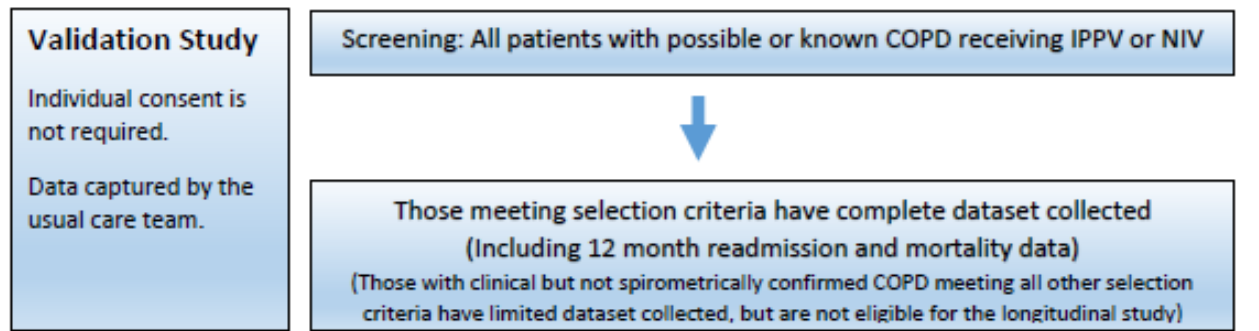 Validation Study
Individual consent is
not required.
Data captured by the
usual care team.
Screening: All patients with possible or known COPD receiving IPPV or NIV
Those meeting selection criteria have complete dataset collected
(Including 12 month readmission and mortality data)
(Those with clinical but not spirometrically confirmed COPD meeting all other selection
criteria have limited dataset collected, but are not eligible for the longitudinal study)